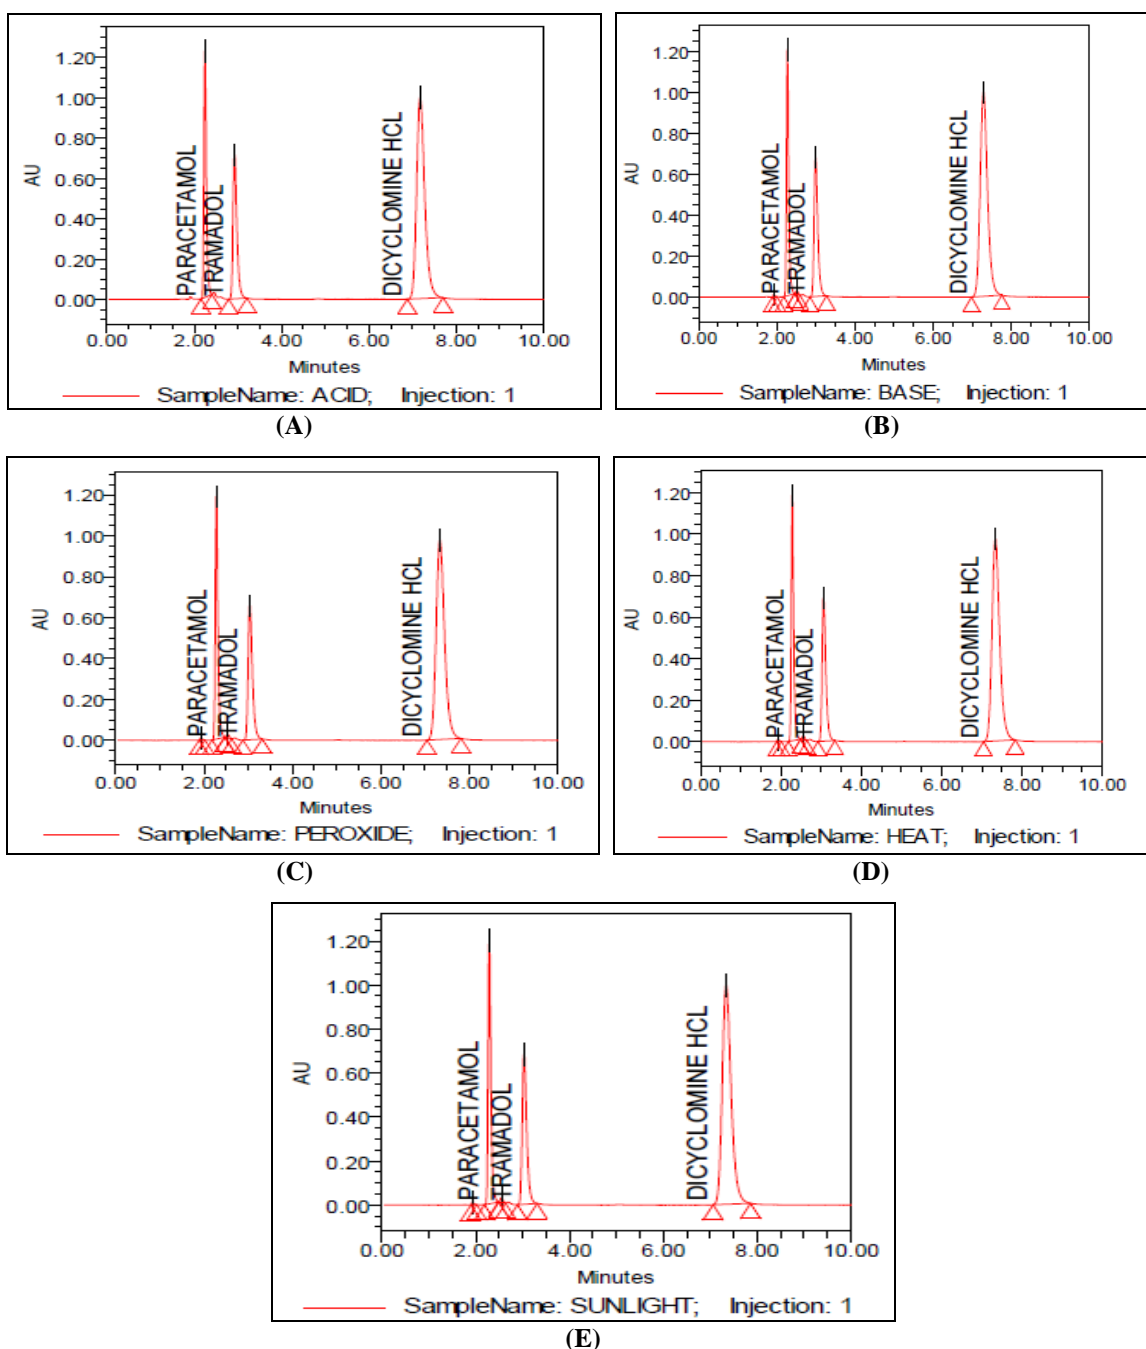 1.20
1.00
0.80
0.60
0.40
0.20
0.00
AU
PARACETAMOL
TRAMADOL
DICYCLOMINE HCL
0.00 2.00 4.00 6.00 8.00 10.00
Minutes
SampleName: ACID; Injection: 1
(A)
1.20
1.00
0.80
0.60
0.40
0.20
0.00
AU
PARACETAMOL
TRAMADOL
DICYCLOMINE HCL
0.00 2.00 4.00 6.00 8.00 10.00
Minutes
SampleName: BASE; Injection: 1
(B)
1.20
1.00
0.80
0.60
0.40
0.20
0.00
AU
PARACETAMOL
TRAMADOL
DICYCLOMINE HCL
0.00 2.00 4.00 6.00 8.00 10.00
Minutes
SampleName: PEROXIDE; Injection: 1
(C)
1.20
1.00
0.80
0.60
0.40
0.20
0.00
AU
PARACETAMOL
TRAMADOL
DICYCLOMINE HCL
0.00 2.00 4.00 6.00 8.00 10.00
Minutes
SampleName: HEAT; Injection: 1
(D)
1.20
1.00
0.80
0.60
0.40
0.20
0.00
AU
PARACETAMOL
TRAMADOL
DICYCLOMINE HCL
0.00 2.00 4.00 6.00 8.00 10.00
Minutes
SampleName: SUNLIGHT; Injection: 1
(E)